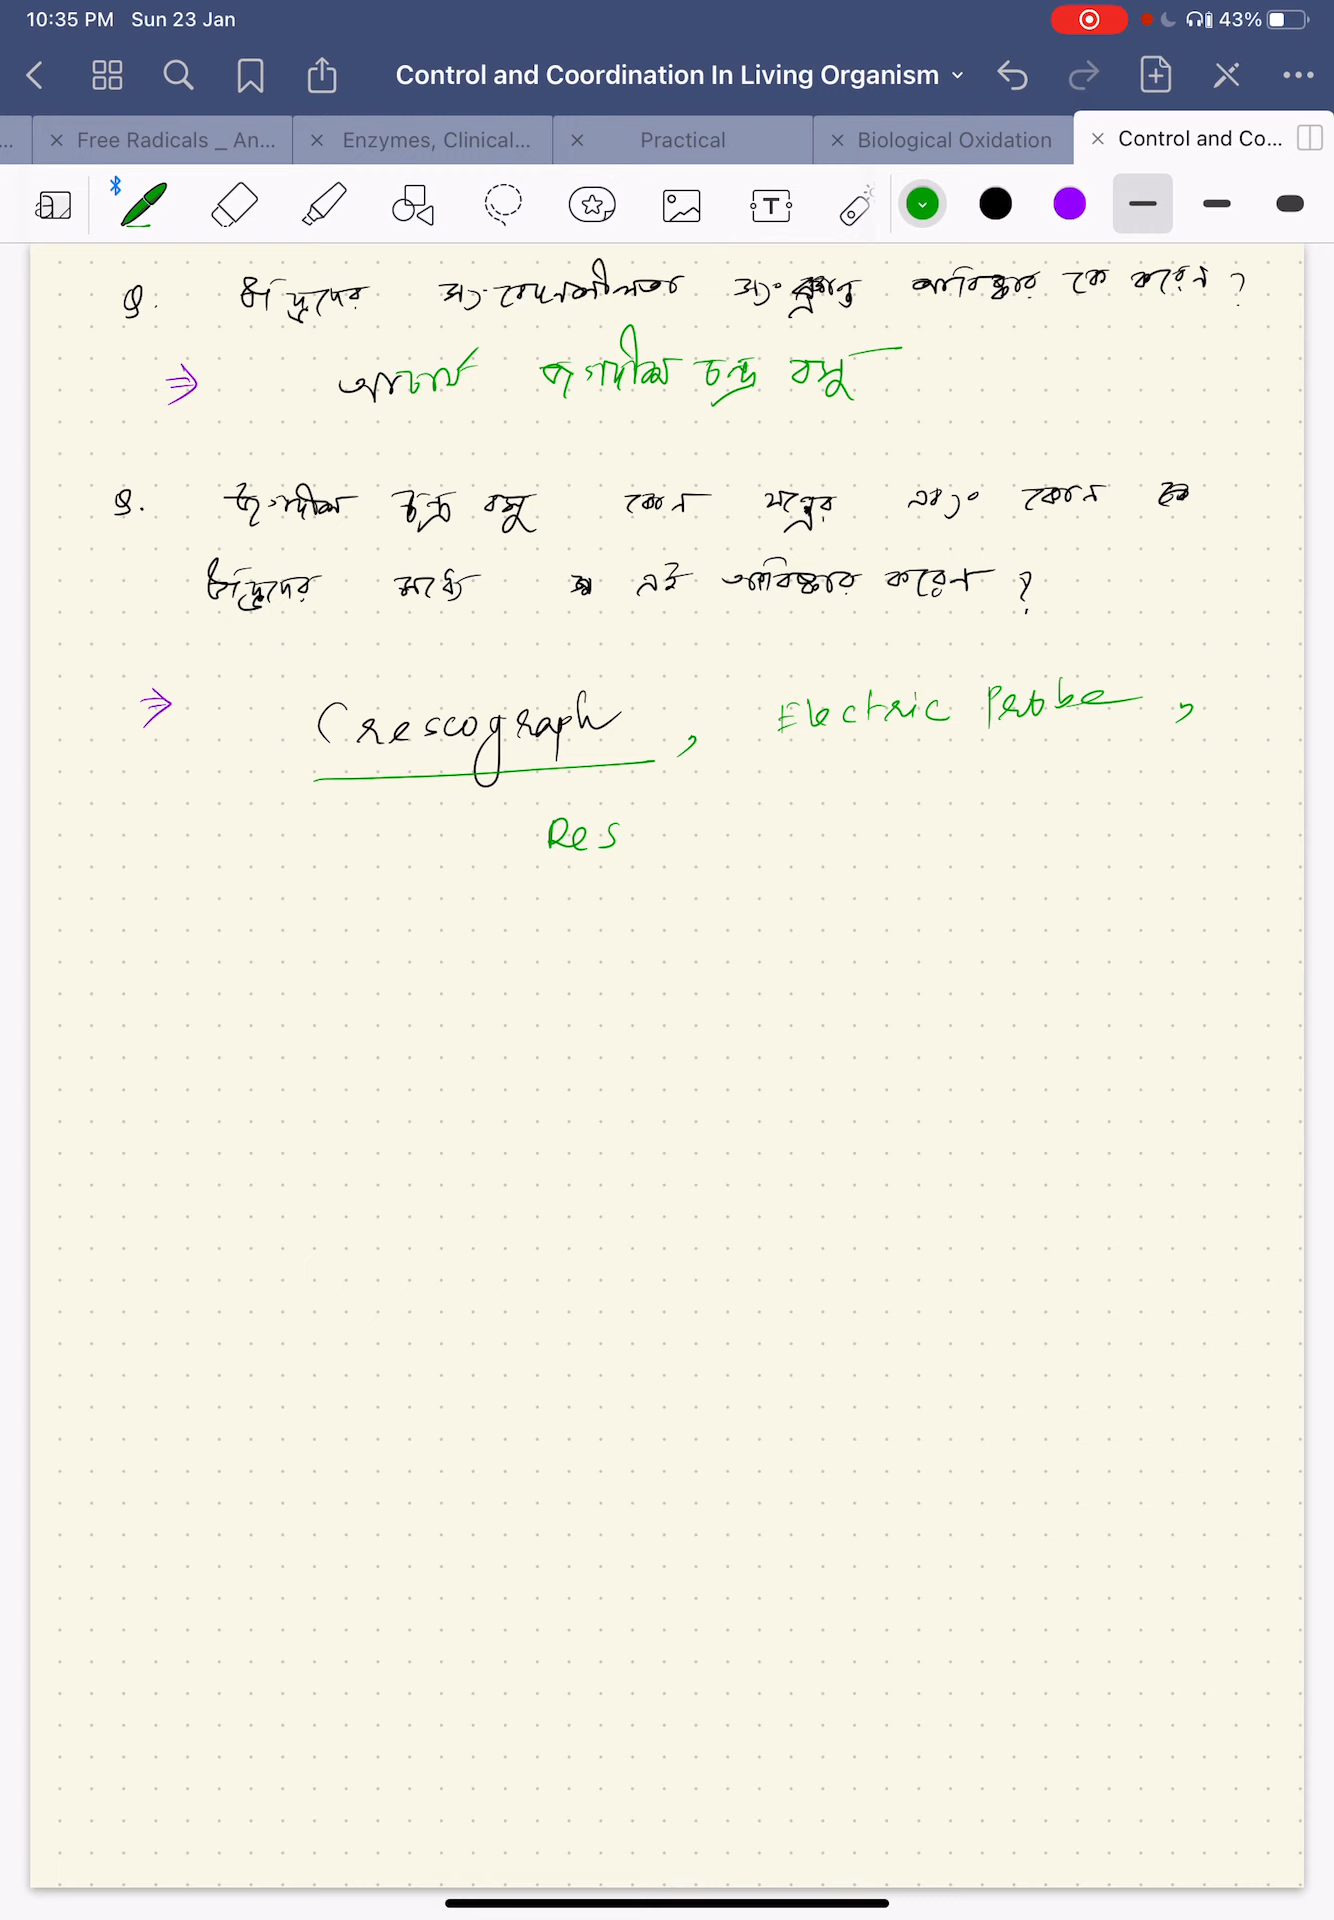 10:35 PM Sun 23 Jan 43%
Control and Coordination In Living Organism
... Free Radicals _ An... Enzymes, Clinical... Practical Biological Oxidation Control and Co...
T
Q. উদ্ভিদের সংবেদনশীলতা সংক্রান্ত আবিষ্কার কে করেন ?
⇒ আচার্য জগদীশ চন্দ্র বসু
Q. জগদীশ চন্দ্র বসু কোন যন্ত্রের এবং কোন
উদ্ভিদের মধ্যে এই আবিষ্কার করেন ?
⇒ Crescograph , Electric Probe ,
Res